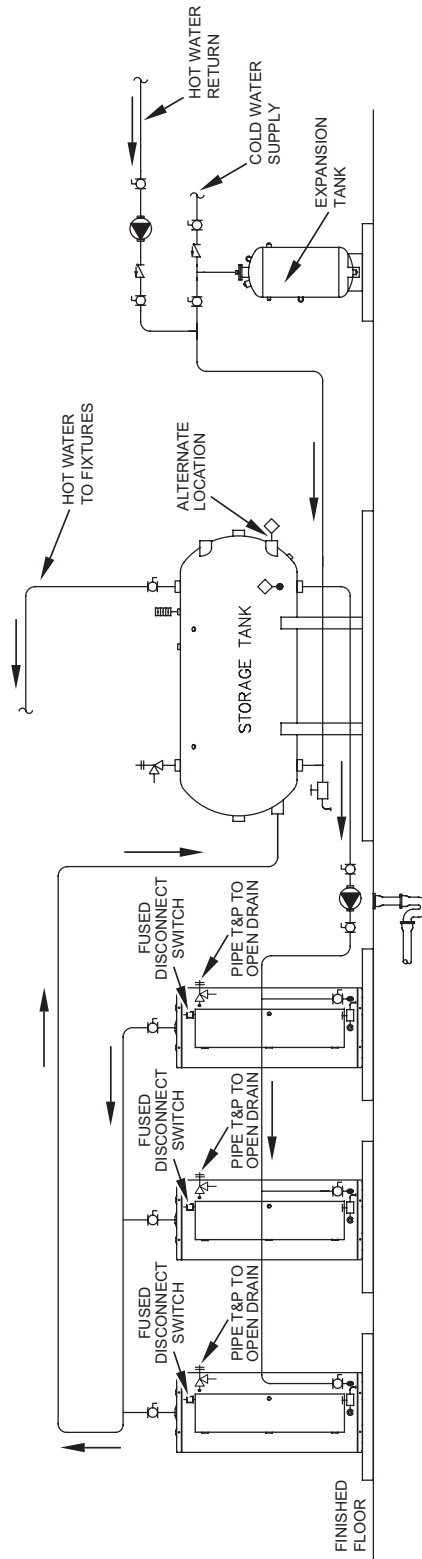 HOT WATER
RETURN
COLD WATER
SUPPLY
EXPANSION
TANK
HOT WATER
TO FIXTURES
ALTERNATE
LOCATION
STORAGE TANK
FUSED
DISCONNECT
SWITCH
PIPE T&P TO
OPEN DRAIN
FUSED
DISCONNECT
SWITCH
PIPE T&P TO
OPEN DRAIN
FUSED
DISCONNECT
SWITCH
PIPE T&P TO
OPEN DRAIN
FINISHED
FLOOR